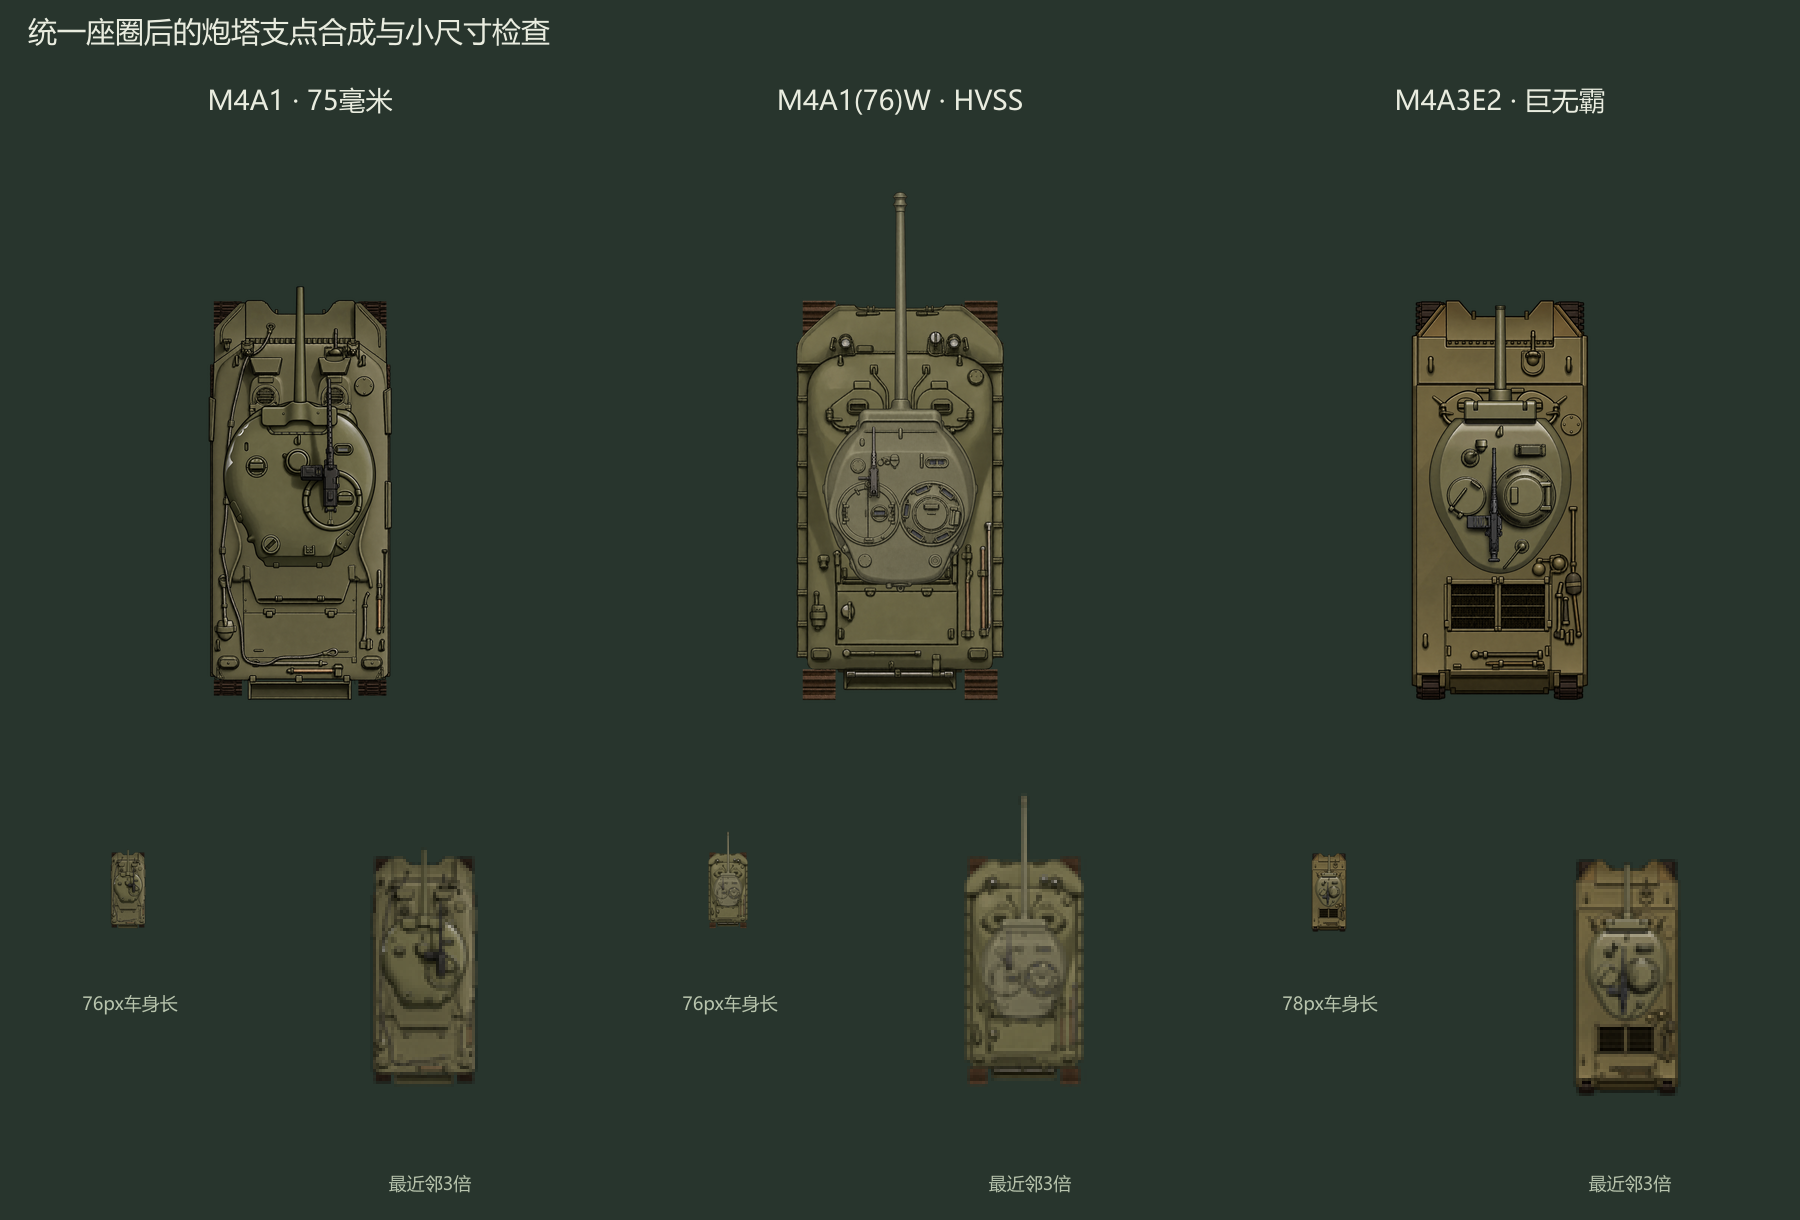 统一座圈后的炮塔支点合成与小尺寸检查
M4A1 · 75毫米
M4A1(76)W · HVSS
M4A3E2 · 巨无霸
76px车身长
76px车身长
78px车身长
最近邻3倍
最近邻3倍
最近邻3倍